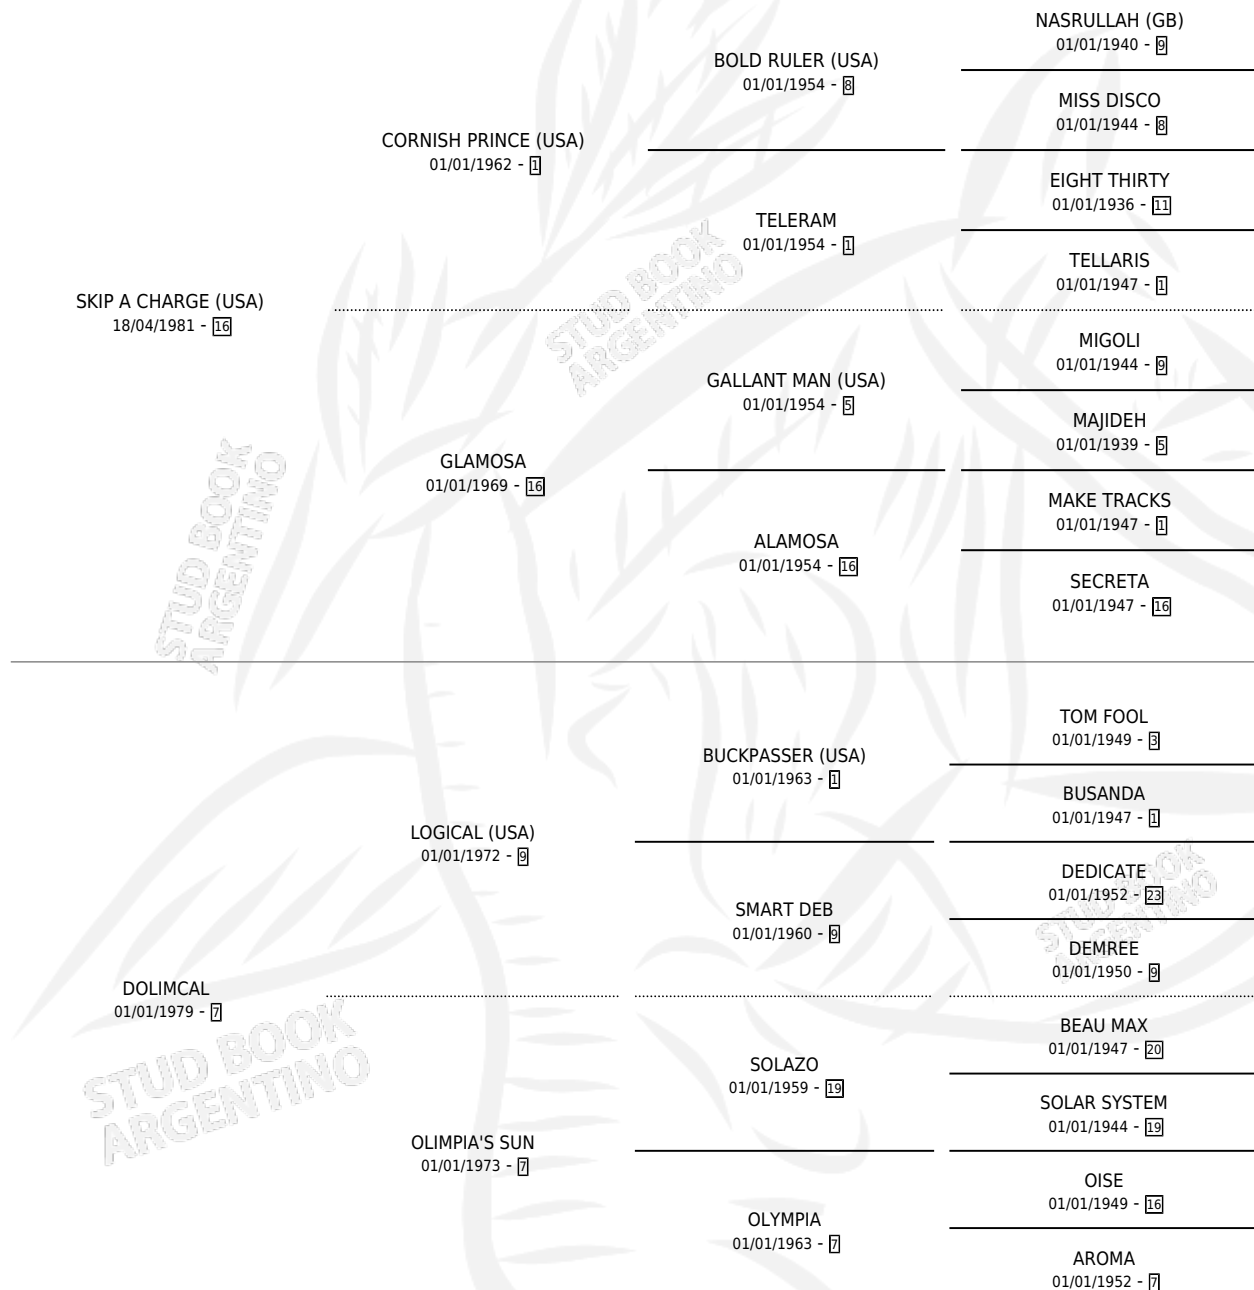 NASRULLAH (GB)
01/01/1940 - 9
BOLD RULER (USA)
01/01/1954 - 8
MISS DISCO
01/01/1944 - 8
CORNISH PRINCE (USA)
01/01/1962 - 1
EIGHT THIRTY
01/01/1936 - 11
TELERAM
01/01/1954 - 1
TELLARIS
01/01/1947 - 1
SKIP A CHARGE (USA)
18/04/1981 - 16
MIGOLI
01/01/1944 - 9
GALLANT MAN (USA)
01/01/1954 - 5
MAJIDEH
01/01/1939 - 5
GLAMOSA
01/01/1969 - 16
MAKE TRACKS
01/01/1947 - 1
ALAMOSA
01/01/1954 - 16
SECRETA
01/01/1947 - 16
STUD BOOK
ARGENTINO
STUD BOOK
ARGENTINO
TOM FOOL
01/01/1949 - 3
BUCKPASSER (USA)
01/01/1963 - 1
BUSANDA
01/01/1947 - 1
LOGICAL (USA)
01/01/1972 - 9
DEDICATE
01/01/1952 - 23
SMART DEB
01/01/1960 - 9
DEMREE
01/01/1950 - 9
DOLIMCAL
01/01/1979 - 7
BEAU MAX
01/01/1947 - 20
SOLAZO
01/01/1959 - 19
SOLAR SYSTEM
01/01/1944 - 19
OLIMPIA'S SUN
01/01/1973 - 7
OISE
01/01/1949 - 16
OLYMPIA
01/01/1963 - 7
AROMA
01/01/1952 - 7
STUD BOOK
ARGENTINO
STUD BOOK
ARGENTINO